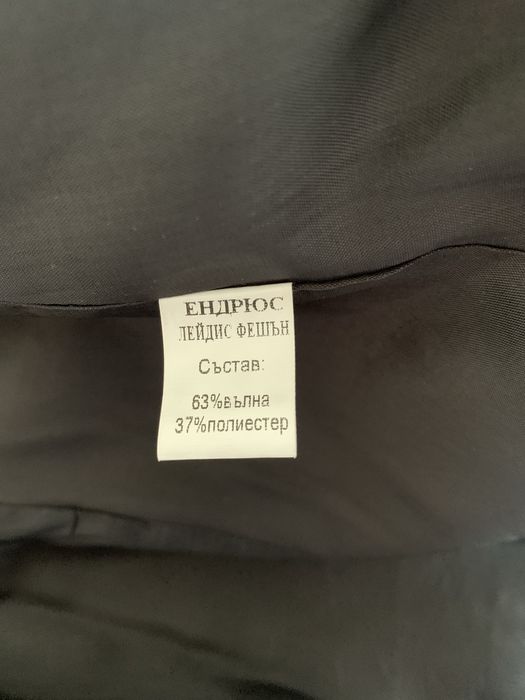 ЕНДРЮС
ЛЕЙДИС ФЕШЪН
Състав:
63%вълна
37%полиестер